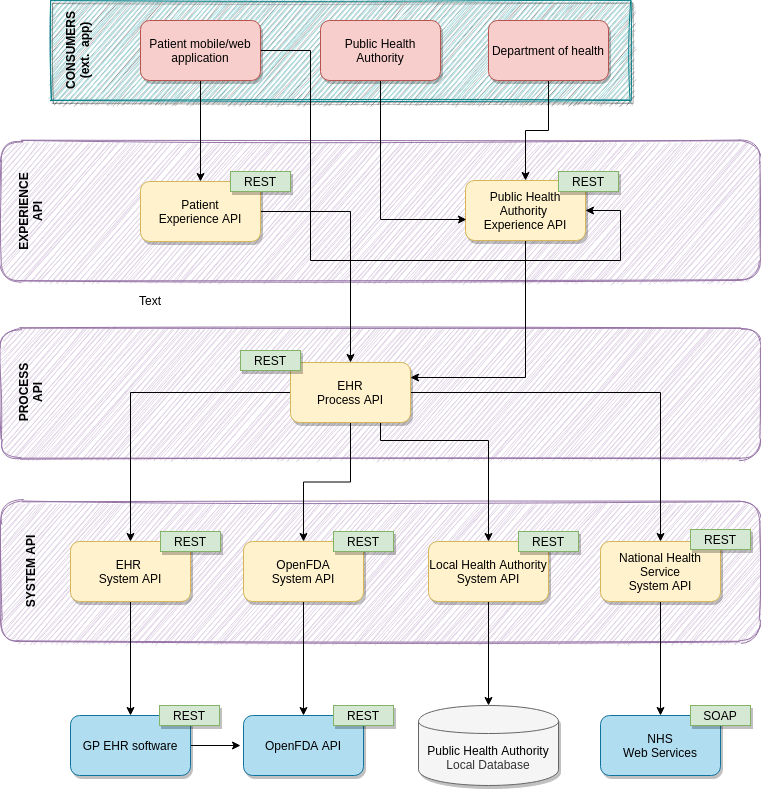 CONSUMERS
(ext. app)
Patient mobile/web
application
Public Health
Authority
Department of health
EXPERIENCE
API
REST
Patient
Experience API
REST
Public Health
Authority
Experience API
Text
PROCESS
API
REST
EHR
Process API
SYSTEM API
REST
EHR
System API
REST
OpenFDA
System API
REST
Local Health Authority
System API
REST
National Health
Service
System API
REST
GP EHR software
REST
OpenFDA API
Public Health Authority
Local Database
SOAP
NHS
Web Services